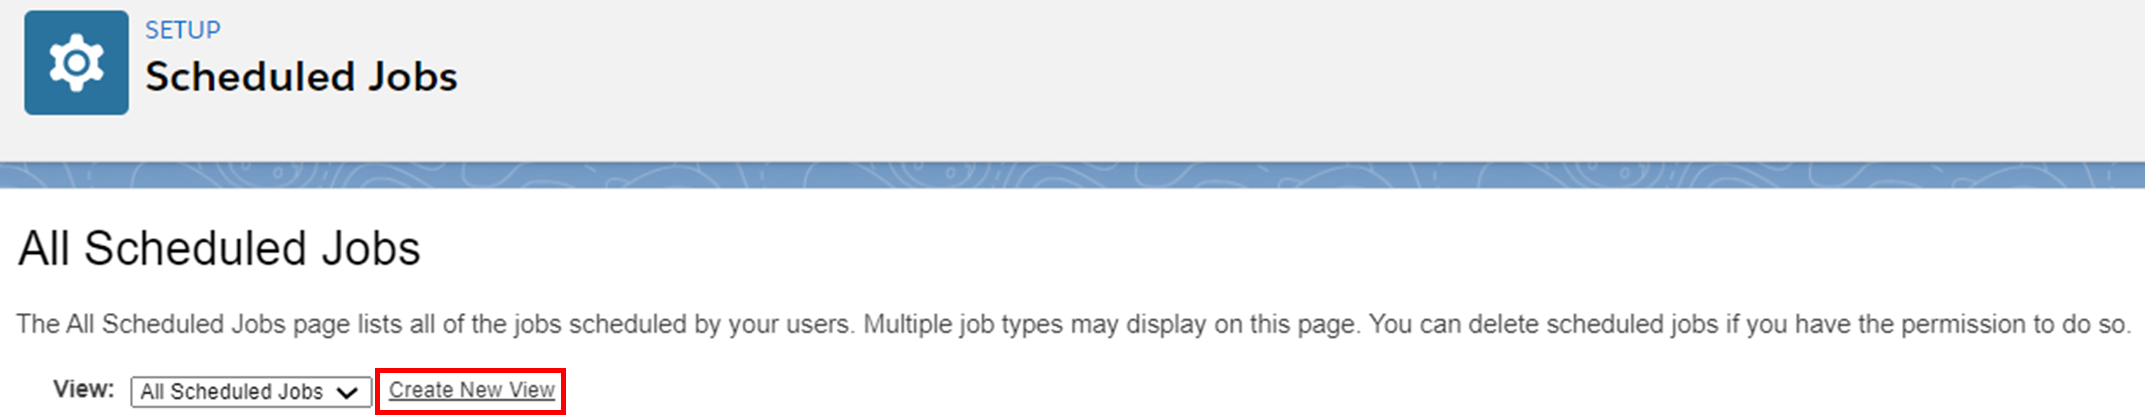 SETUP
Scheduled Jobs
All Scheduled Jobs
The All Scheduled Jobs page lists all of the jobs scheduled by your users. Multiple job types may display on this page. You can delete scheduled jobs if you have the permission to do so.
View: All Scheduled Jobs Create New View